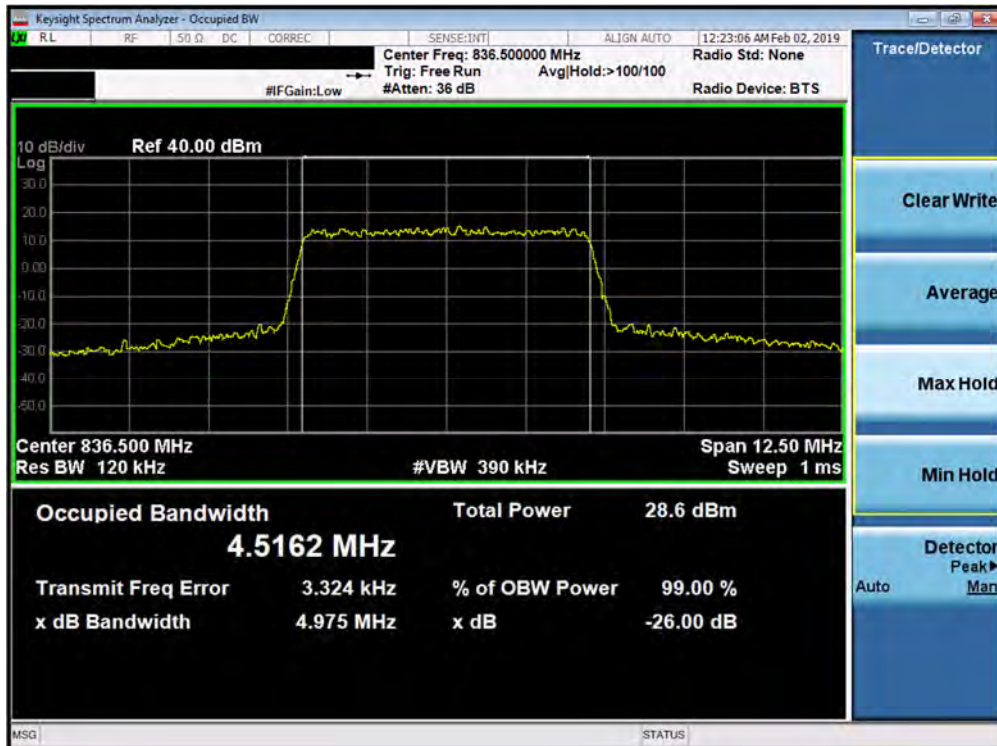 Keysight Spectrum Analyzer - Occupied BW
LXI RL RF 50 Ω DC CORREC SENSE:INT ALIGN AUTO 12:23:06 AM Feb 02, 2019
Center Freq: 836.500000 MHz Radio Std: None
Trig: Free Run Avg|Hold:>100/100
#IFGain:Low #Atten: 36 dB Radio Device: BTS
Trace/Detector
10 dB/div Ref 40.00 dBm
Log
30.0
20.0
10.0
0.00
-10.0
-20.0
-30.0
-40.0
-50.0
Center 836.500 MHz Span 12.50 MHz
Res BW 120 kHz #VBW 390 kHz Sweep 1 ms
Occupied Bandwidth Total Power 28.6 dBm
4.5162 MHz
Transmit Freq Error 3.324 kHz % of OBW Power 99.00 %
x dB Bandwidth 4.975 MHz x dB -26.00 dB
Clear Write
Average
Max Hold
Min Hold
Detector
Peak▶
Auto Man
MSG STATUS